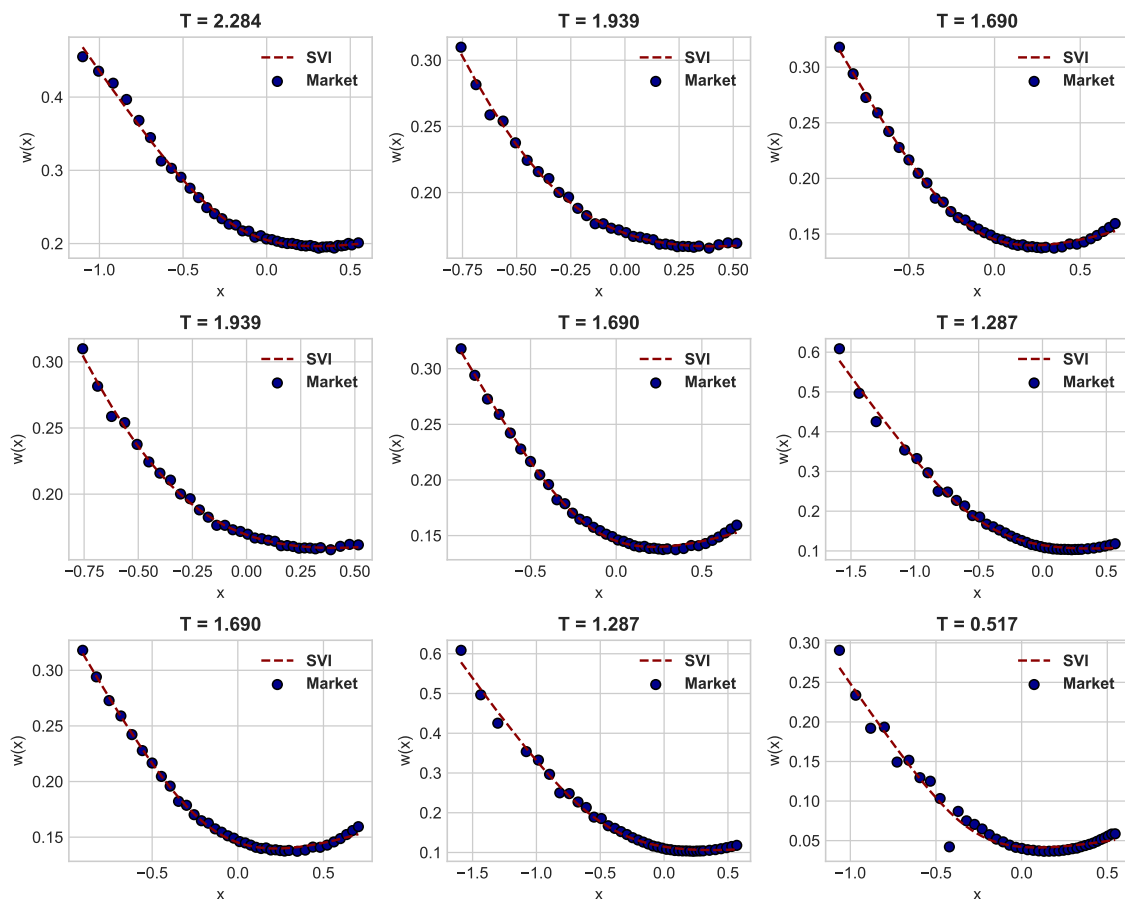 T = 2.284
SVI
Market
w(x)
0.4
0.3
0.2
−1.0
−0.5
0.0
0.5
x
T = 1.939
SVI
Market
w(x)
0.30
0.25
0.20
−0.75
−0.50
−0.25
0.00
0.25
0.50
x
T = 1.690
SVI
Market
w(x)
0.30
0.25
0.20
0.15
−0.5
0.0
0.5
x
T = 1.939
SVI
Market
w(x)
0.30
0.25
0.20
−0.75
−0.50
−0.25
0.00
0.25
0.50
x
T = 1.690
SVI
Market
w(x)
0.30
0.25
0.20
0.15
−0.5
0.0
0.5
x
T = 1.287
SVI
Market
w(x)
0.6
0.5
0.4
0.3
0.2
0.1
−1.5
−1.0
−0.5
0.0
0.5
x
T = 1.690
SVI
Market
w(x)
0.30
0.25
0.20
0.15
−0.5
0.0
0.5
x
T = 1.287
SVI
Market
w(x)
0.6
0.5
0.4
0.3
0.2
0.1
−1.5
−1.0
−0.5
0.0
0.5
x
T = 0.517
SVI
Market
w(x)
0.30
0.25
0.20
0.15
0.10
0.05
−1.0
−0.5
0.0
0.5
x